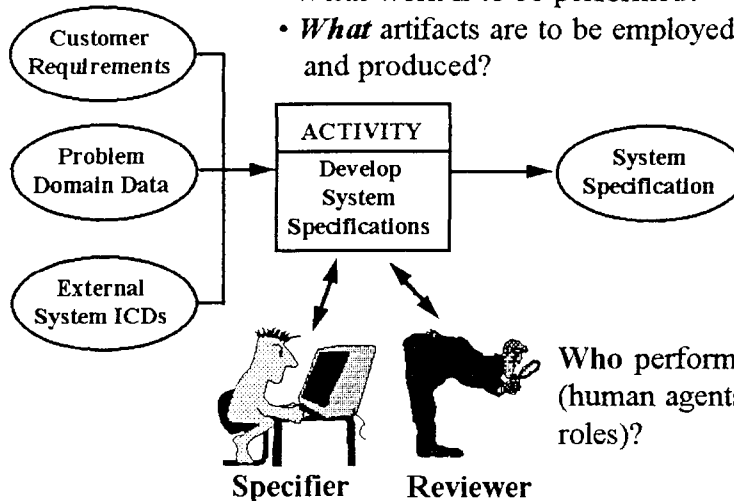 • What artifacts are to be employed
and produced?
Customer
Requirements
Problem
Domain Data
External
System ICDs
ACTIVITY
Develop
System
Specifications
System
Specification
Who perform
(human agents
roles)?
Specifier
Reviewer